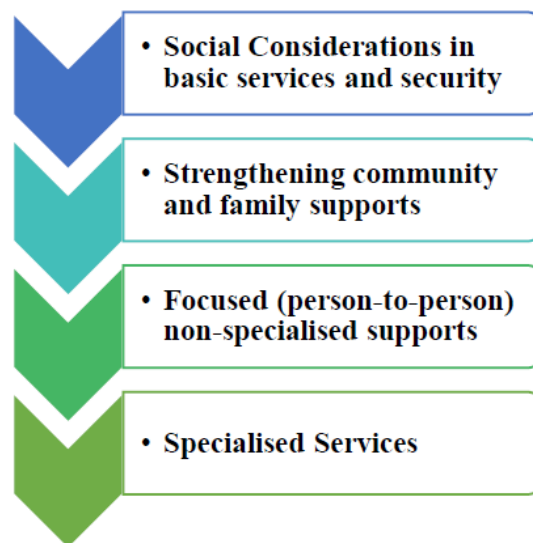 • Social Considerations in
basic services and security
• Strengthening community
and family supports
• Focused (person-to-person)
non-specialised supports
• Specialised Services